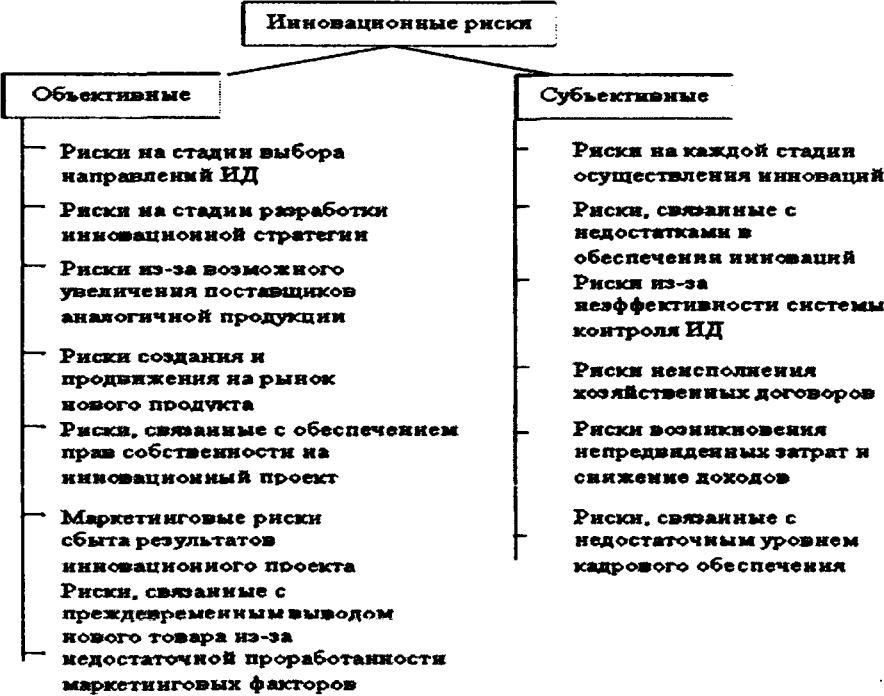 Инновационные риски
Объективные
Риски на стадии выбора
направлений ИД
Риски на стадии разработки
инновационной стратегии
Риски из-за возможного
увеличения поставщиков
аналогичной продукции
Риски создания и
продвижения на рынок
нового продукта
Риски, связанные с обеспечением
прав собственности на
инновационный проект
Маркетинговые риски
сбыта результатов
инновационного проекта
Риски, связанные с
преждевременным выводом
нового товара из-за
недостаточной проработанности
маркетинговых факторов
Субъективные
Риски на каждой стадии
осуществления инноваций
Риски, связанные с
недостатками в
обеспечении инноваций
Риски из-за
неэффективности системы
контроля ИД
Риски неисполнения
хозяйственных договоров
Риски возникновения
непредвиденных затрат и
снижение доходов
Риски, связанные с
недостаточным уровнем
кадрового обеспечения